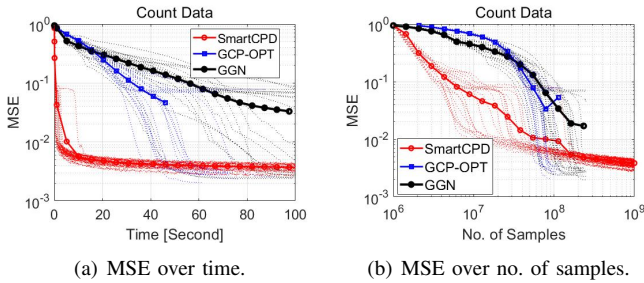 Count Data
10^0
10^-1
10^-2
10^-3
MSE
SmartCPD
GCP-OPT
GGN
0 20 40 60 80 100
Time [Second]
(a) MSE over time.
Count Data
10^0
10^-1
10^-2
10^-3
MSE
SmartCPD
GCP-OPT
GGN
10^6 10^7 10^8 10^9
No. of Samples
(b) MSE over no. of samples.